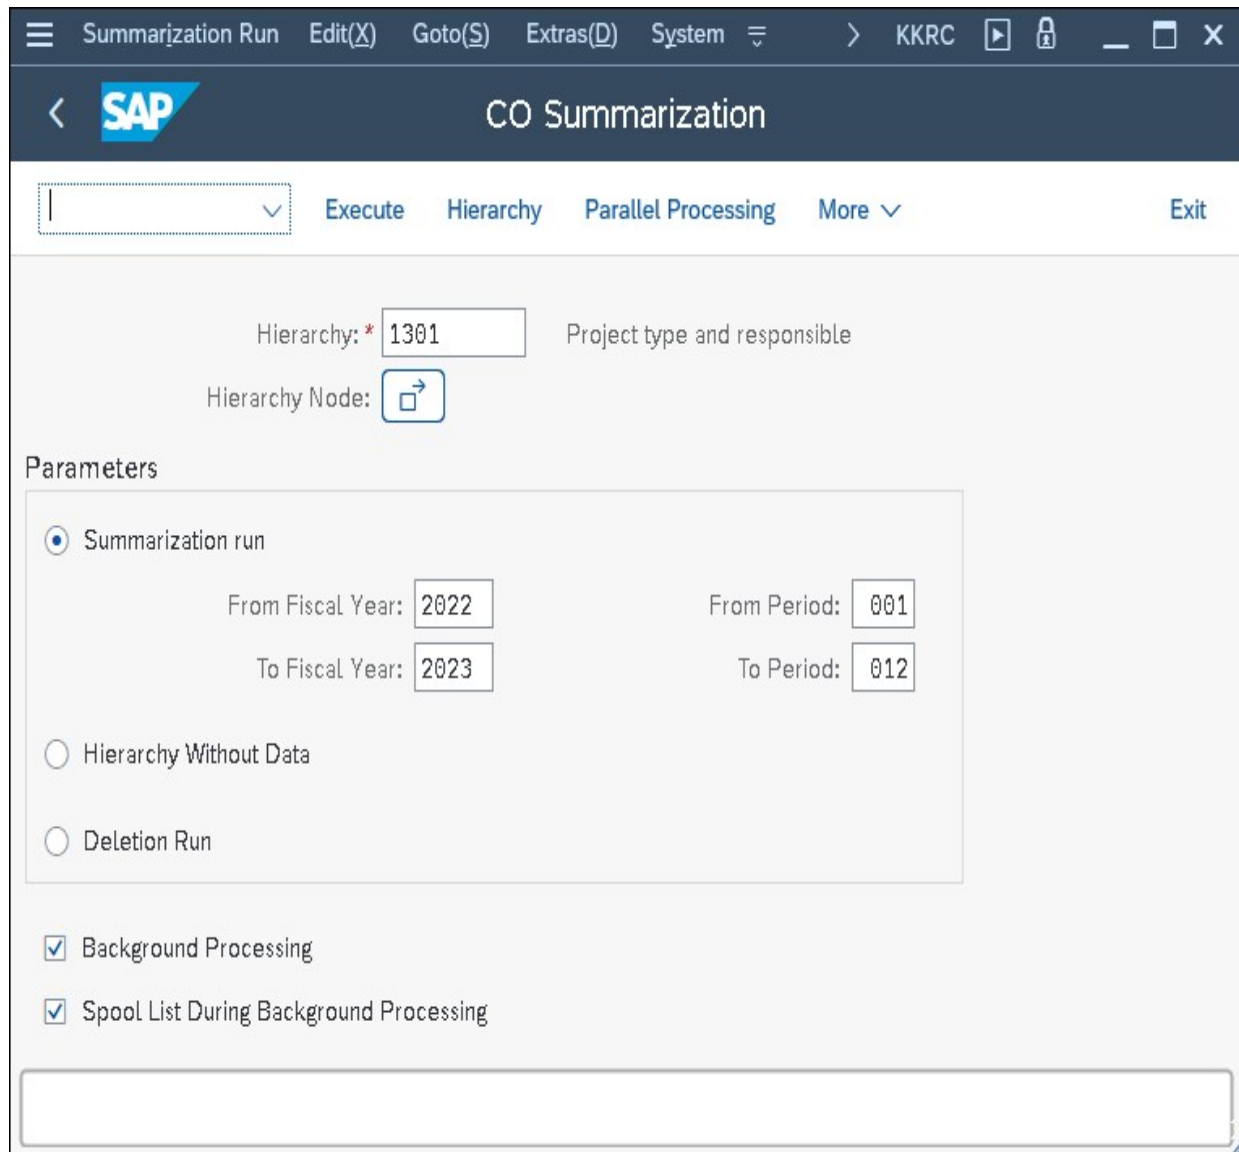 Summarization Run Edit(X) Goto(S) Extras(D) System KKRC
SAP CO Summarization
Execute Hierarchy Parallel Processing More Exit
Hierarchy: * 1301 Project type and responsible
Hierarchy Node:
Parameters
Summarization run
From Fiscal Year: 2022 From Period: 001
To Fiscal Year: 2023 To Period: 012
Hierarchy Without Data
Deletion Run
Background Processing
Spool List During Background Processing